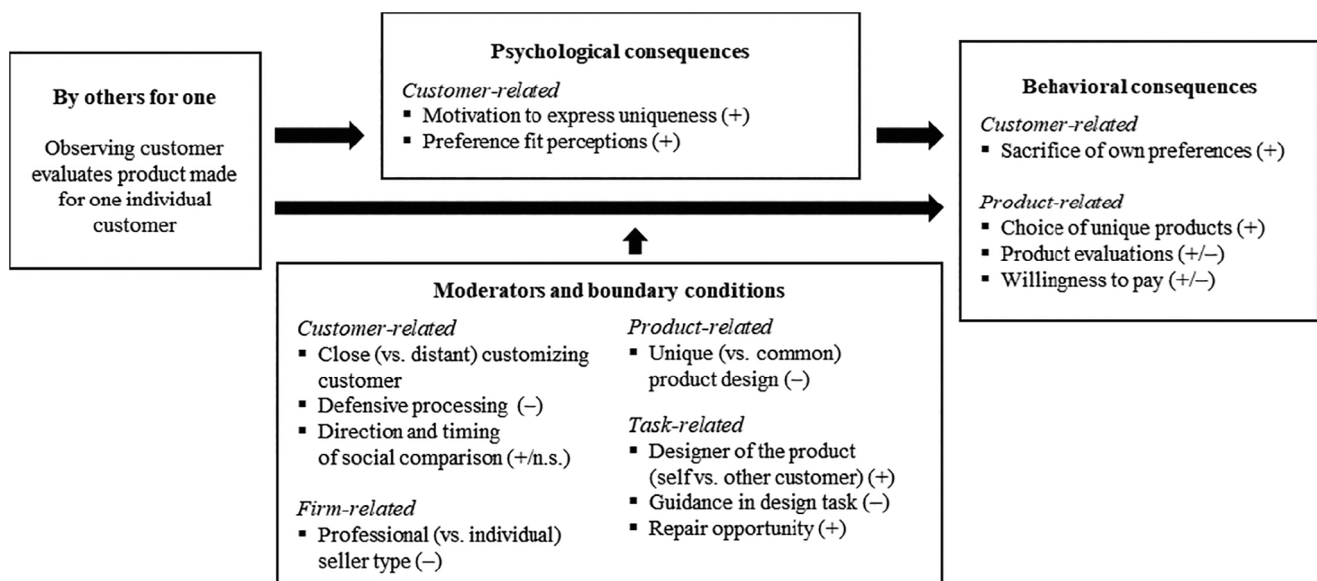 By others for one
Observing customer
evaluates product made
for one individual
customer
Psychological consequences
Customer-related
▪ Motivation to express uniqueness (+)
▪ Preference fit perceptions (+)
Behavioral consequences
Customer-related
▪ Sacrifice of own preferences (+)
Product-related
▪ Choice of unique products (+)
▪ Product evaluations (+/–)
▪ Willingness to pay (+/–)
Moderators and boundary conditions
Customer-related
▪ Close (vs. distant) customizing
customer
▪ Defensive processing (–)
▪ Direction and timing
of social comparison (+/n.s.)
Firm-related
▪ Professional (vs. individual)
seller type (–)
Product-related
▪ Unique (vs. common)
product design (–)
Task-related
▪ Designer of the product
(self vs. other customer) (+)
▪ Guidance in design task (–)
▪ Repair opportunity (+)